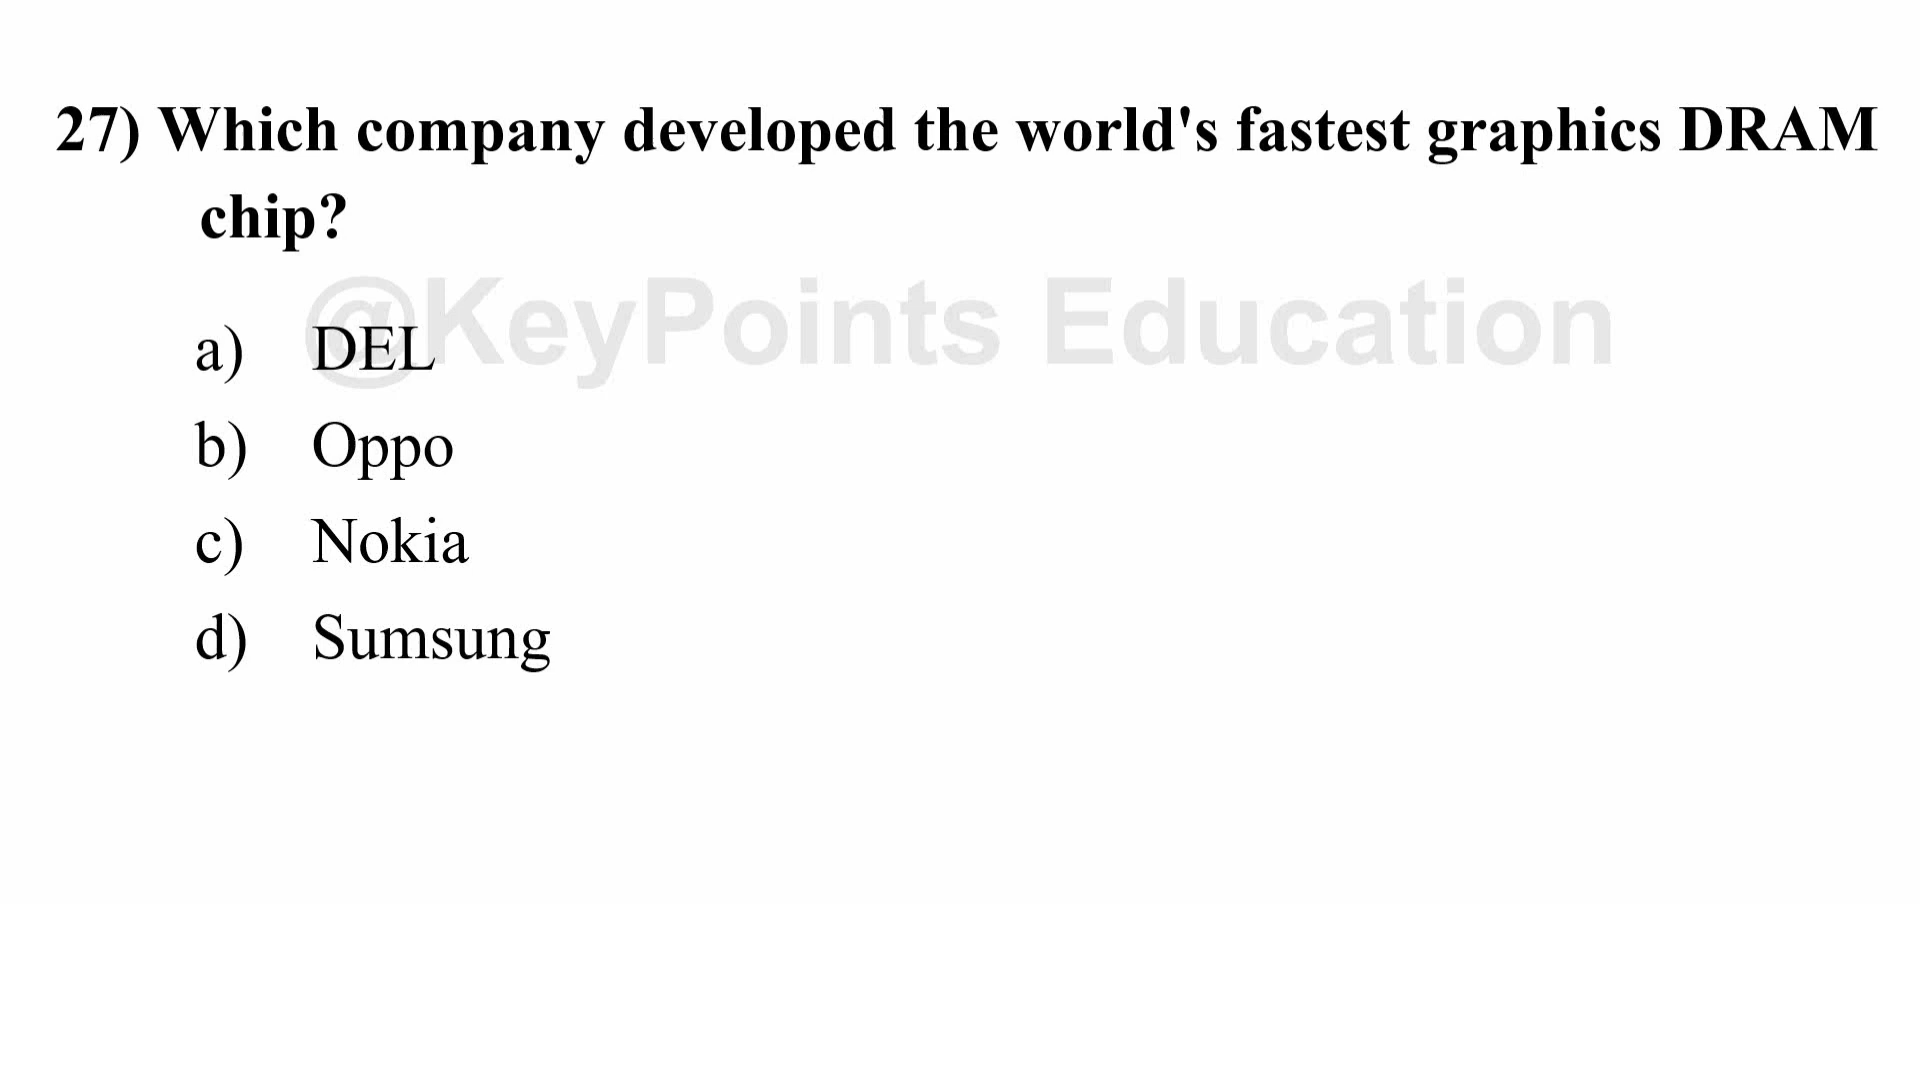 27) Which company developed the world's fastest graphics DRAM
chip?
@KeyPoints Education
a) DEL
b) Oppo
c) Nokia
d) Sumsung